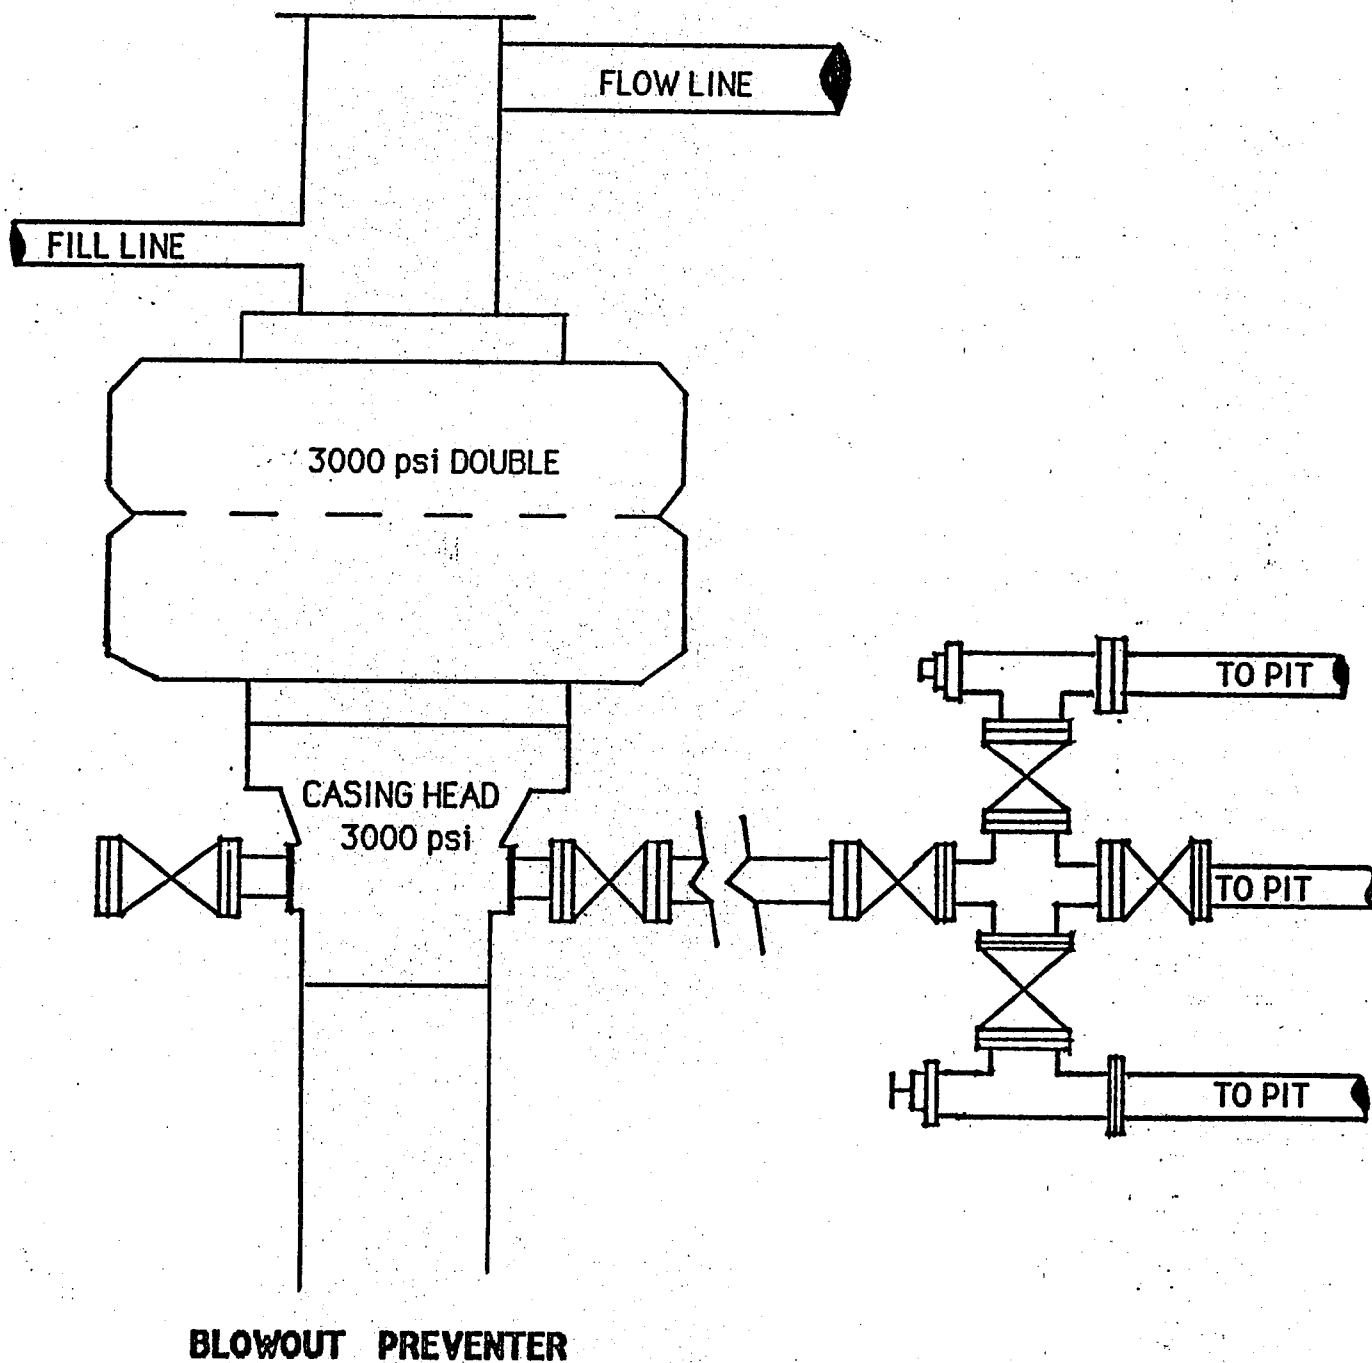 FLOW LINE
FILL LINE
3000 psi DOUBLE
TO PIT
CASING HEAD
3000 psi
TO PIT
TO PIT
BLOWOUT PREVENTER